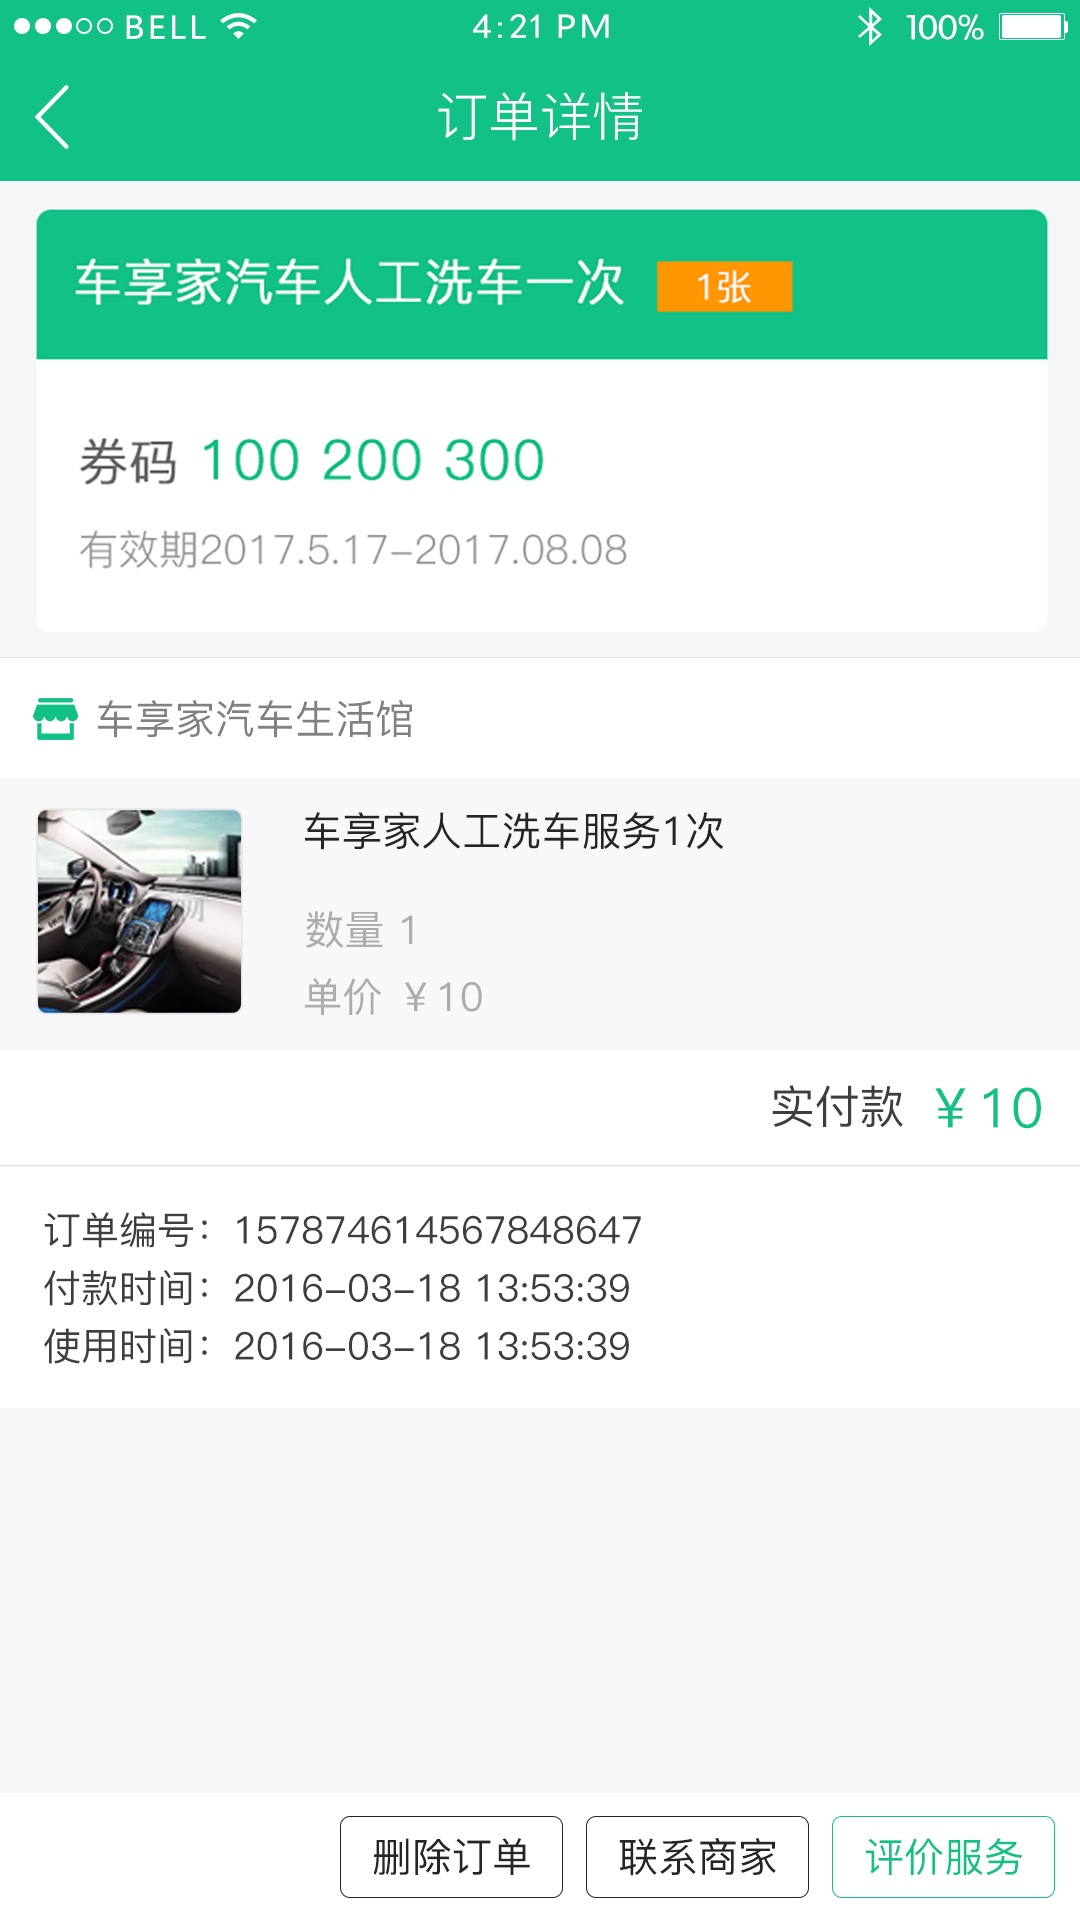 BELL 4:21 PM 100%
订单详情
车享家汽车人工洗车一次 1张
券码 100 200 300
有效期2017.5.17-2017.08.08
车享家汽车生活馆
车享家人工洗车服务1次
数量 1
单价 ¥10
实付款 ¥10
订单编号：157874614567848647
付款时间：2016-03-18 13:53:39
使用时间：2016-03-18 13:53:39
删除订单 联系商家 评价服务